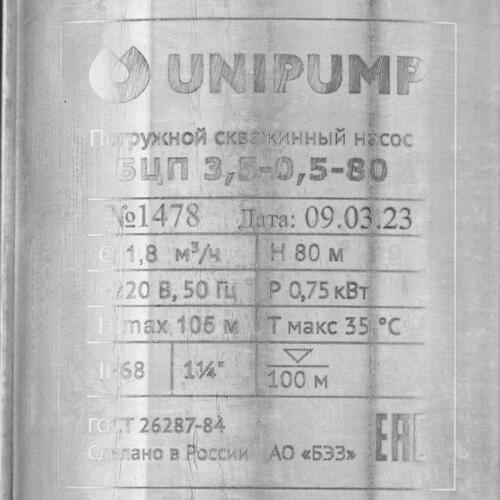 UNIPUMP
Погружной скважинный насос
БЦП 3,5-0,5-80
№1478 Дата: 09.03.23
Q 1,8 м³/ч H 80 м
~220 В, 50 Гц P 0,75 кВт
H max 106 м T макс 35 °C
IP68 1¼" 100 м
ГОСТ 26287-84
Сделано в России АО «БЭЗ» EAC